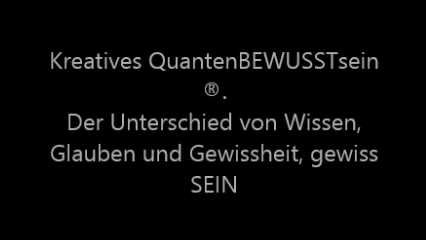 Kreatives QuantenBEWUSSTsein
®.
Der Unterschied von Wissen,
Glauben und Gewissheit, gewiss
SEIN